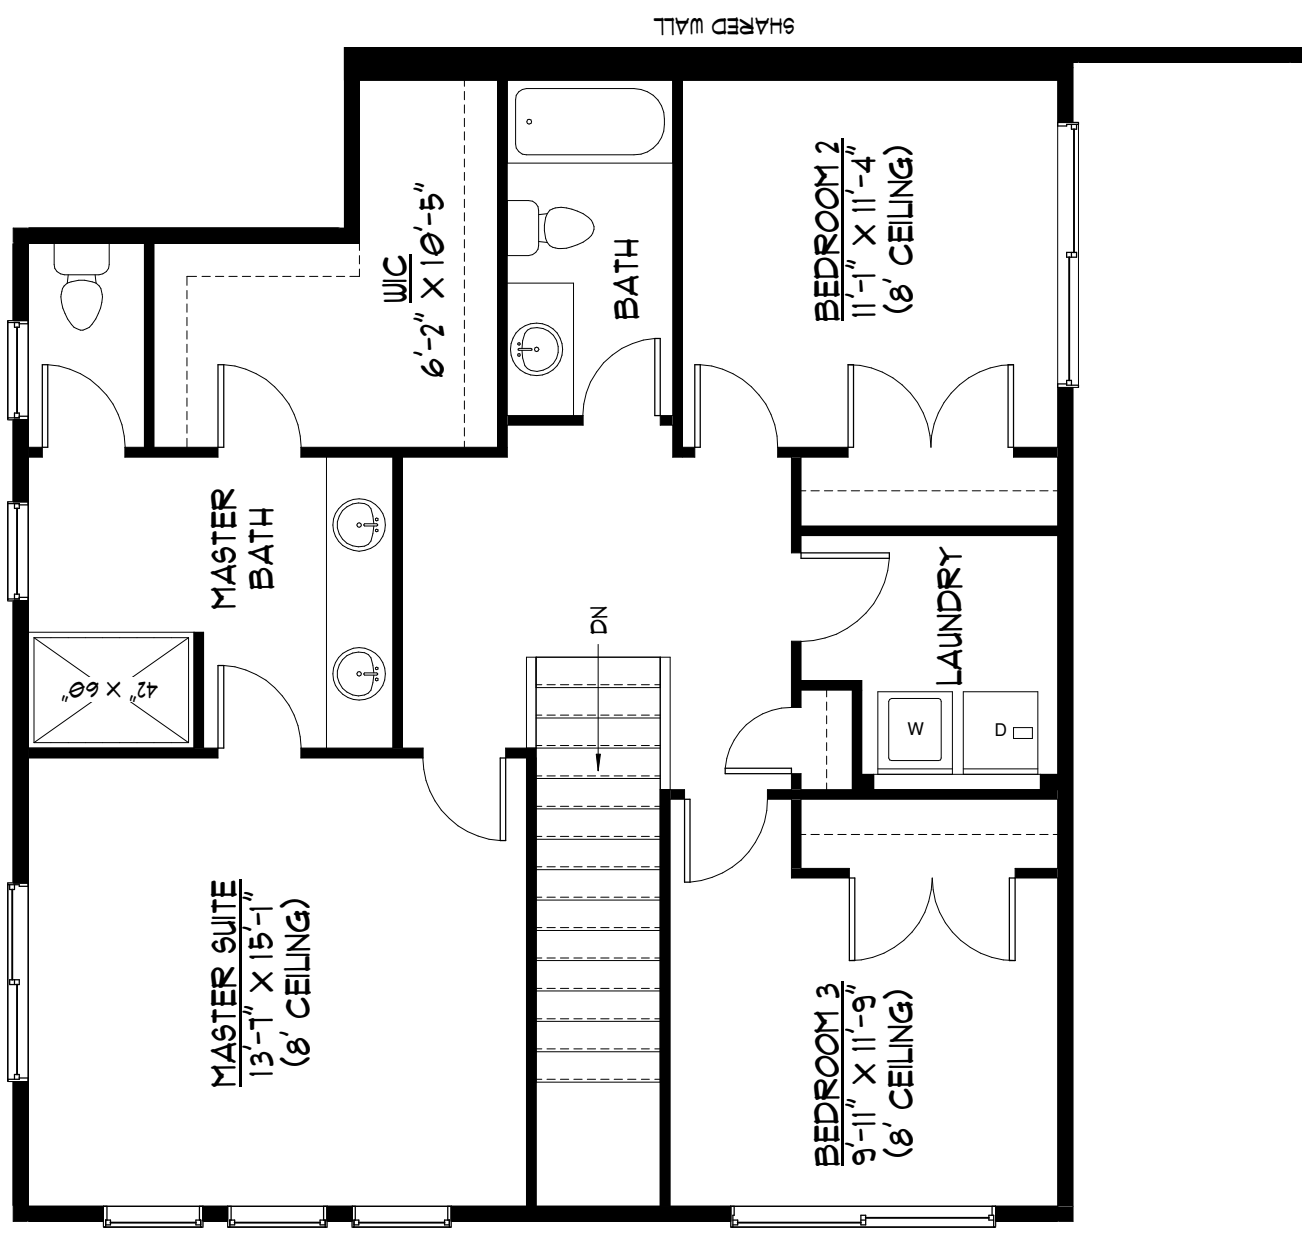 SHARED WALL
WIC
6'-2" X 10'-5"
BATH
BEDROOM 2
11'-1" X 11'-4"
(8' CEILING)
MASTER
BATH
42" X 60"
DN
LAUNDRY
W
D
MASTER SUITE
13'-7" X 15'-1"
(8' CEILING)
BEDROOM 3
9'-11" X 11'-9"
(8' CEILING)